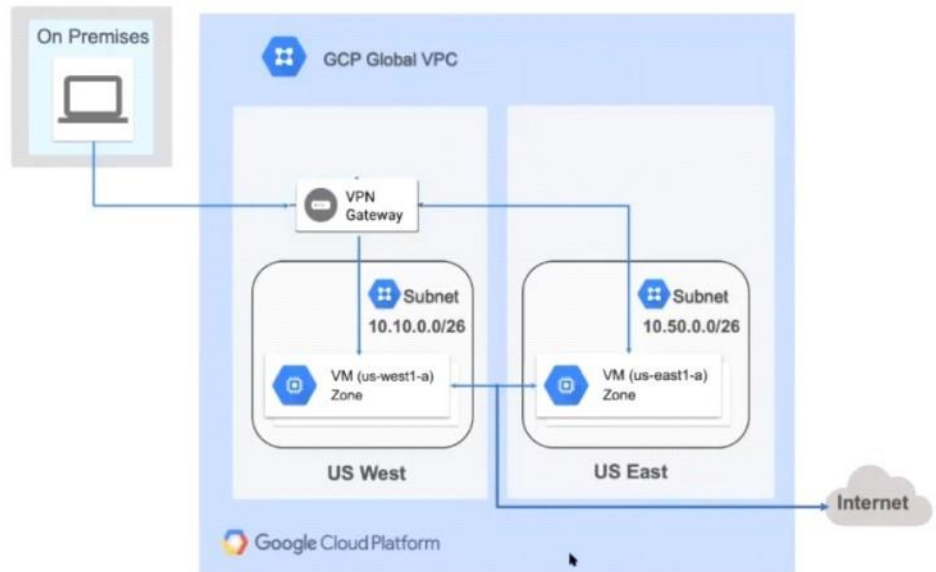 On Premises
GCP Global VPC
VPN
Gateway
Subnet
10.10.0.0/26
VM (us-west1-a)
Zone
US West
Subnet
10.50.0.0/26
VM (us-east1-a)
Zone
US East
Internet
Google Cloud Platform